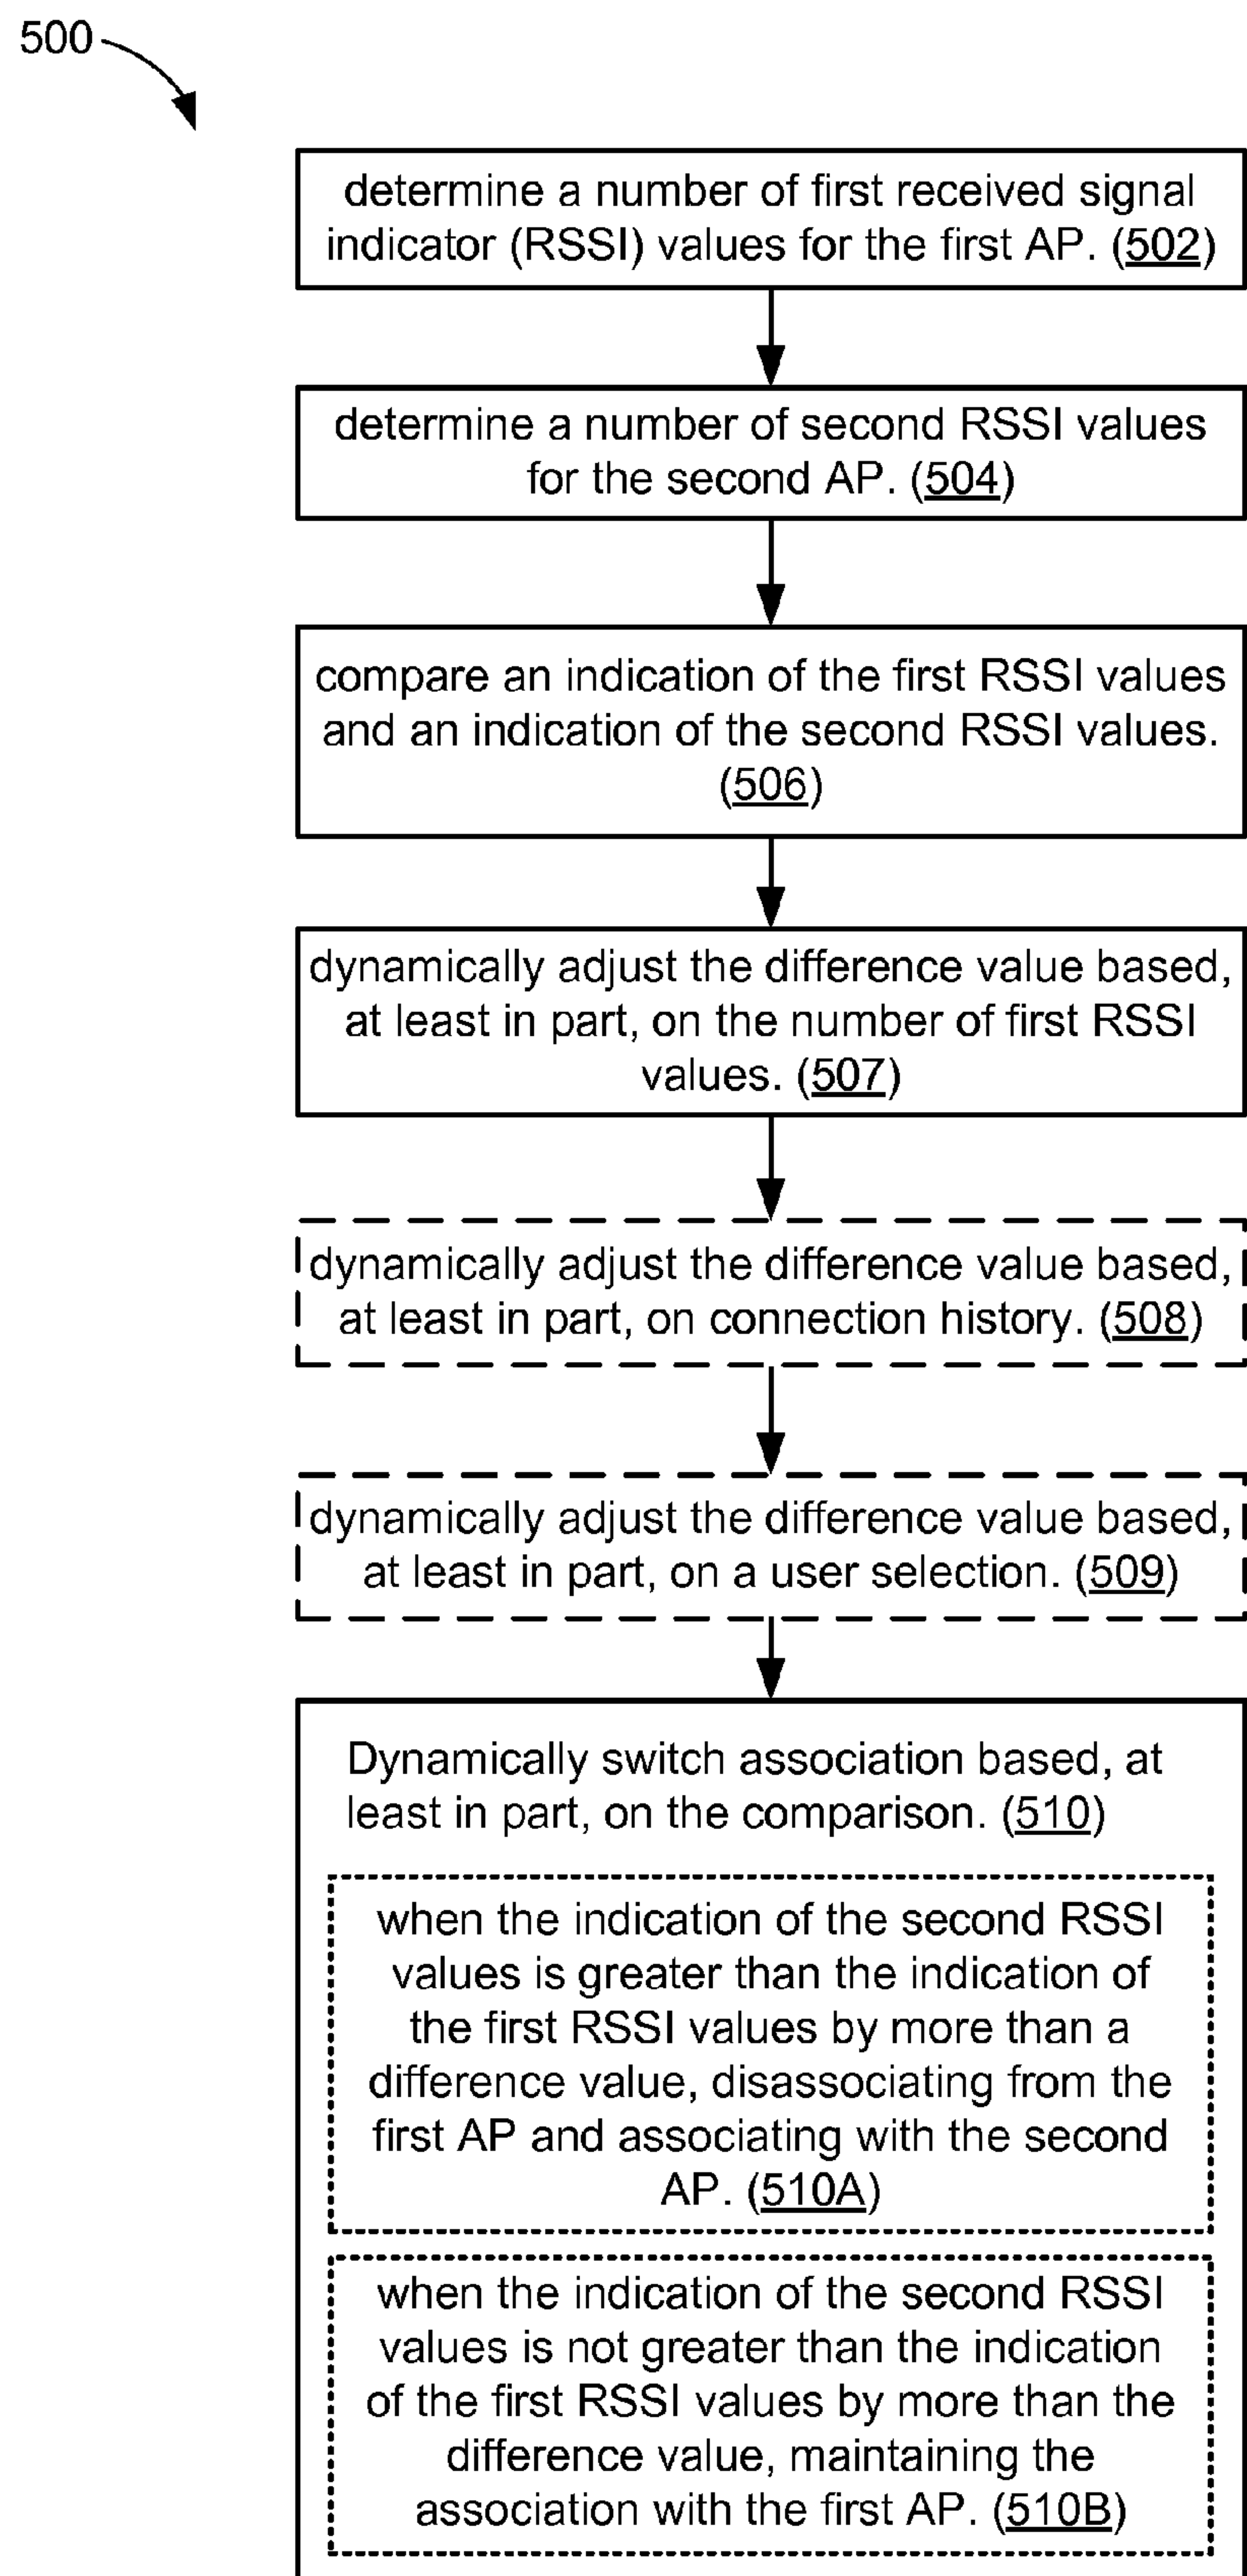 500
determine a number of first received signal
indicator (RSSI) values for the first AP. (502)
determine a number of second RSSI values
for the second AP. (504)
compare an indication of the first RSSI values
and an indication of the second RSSI values.
(506)
dynamically adjust the difference value based,
at least in part, on the number of first RSSI
values. (507)
dynamically adjust the difference value based,
at least in part, on connection history. (508)
dynamically adjust the difference value based,
at least in part, on a user selection. (509)
Dynamically switch association based, at
least in part, on the comparison. (510)
when the indication of the second RSSI
values is greater than the indication of
the first RSSI values by more than a
difference value, disassociating from the
first AP and associating with the second
AP. (510A)
when the indication of the second RSSI
values is not greater than the indication
of the first RSSI values by more than the
difference value, maintaining the
association with the first AP. (510B)